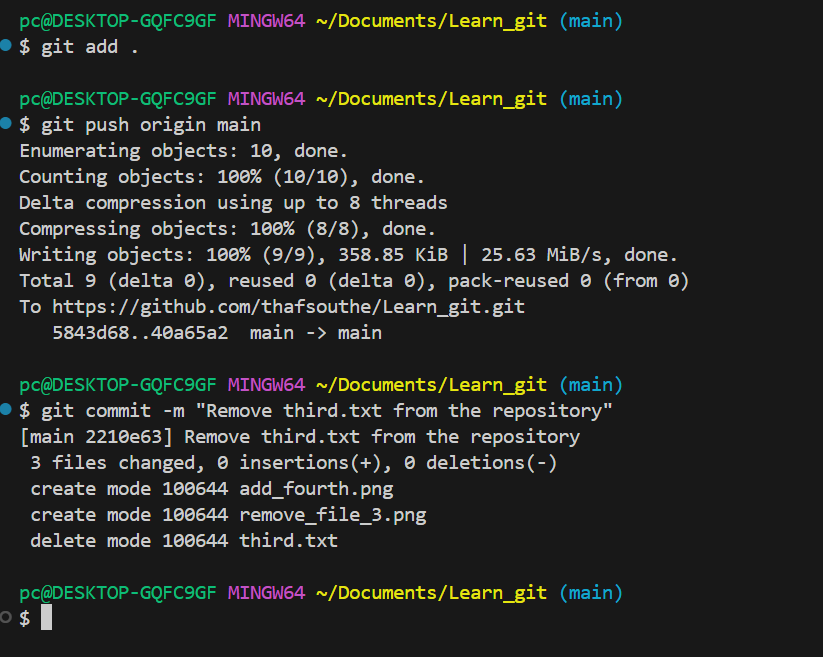 pc@DESKTOP-GQFC9GF MINGW64 ~/Documents/Learn_git (main)
$ git add .
pc@DESKTOP-GQFC9GF MINGW64 ~/Documents/Learn_git (main)
$ git push origin main
Enumerating objects: 10, done.
Counting objects: 100% (10/10), done.
Delta compression using up to 8 threads
Compressing objects: 100% (8/8), done.
Writing objects: 100% (9/9), 358.85 KiB | 25.63 MiB/s, done.
Total 9 (delta 0), reused 0 (delta 0), pack-reused 0 (from 0)
To https://github.com/thafsouthe/Learn_git.git
   5843d68..40a65a2  main -> main
pc@DESKTOP-GQFC9GF MINGW64 ~/Documents/Learn_git (main)
$ git commit -m "Remove third.txt from the repository"
[main 2210e63] Remove third.txt from the repository
 3 files changed, 0 insertions(+), 0 deletions(-)
 create mode 100644 add_fourth.png
 create mode 100644 remove_file_3.png
 delete mode 100644 third.txt
pc@DESKTOP-GQFC9GF MINGW64 ~/Documents/Learn_git (main)
$